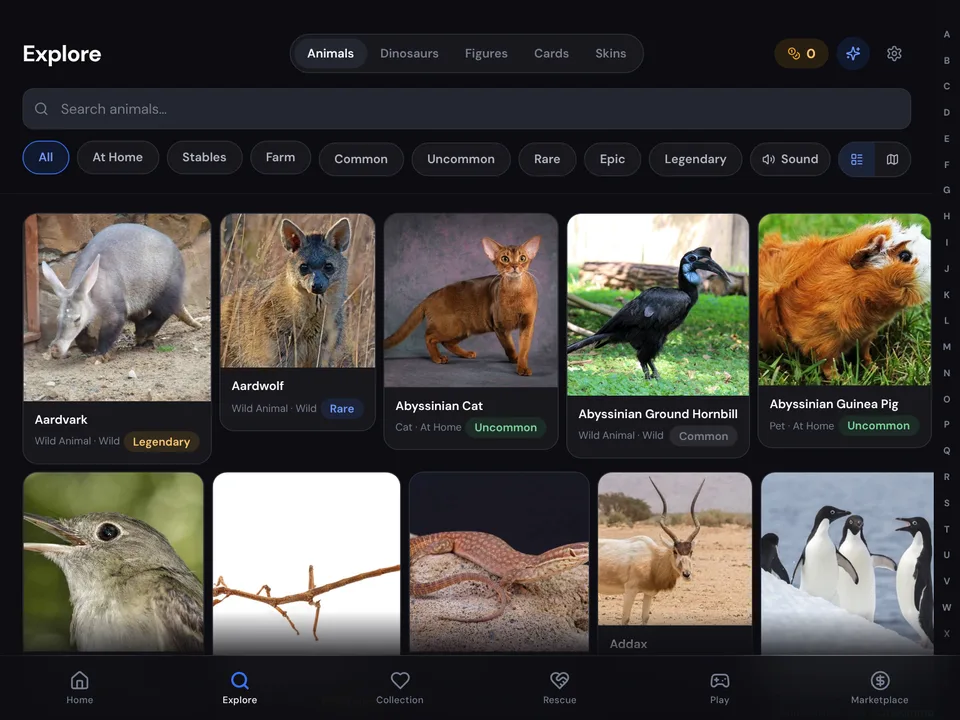 Explore
Animals Dinosaurs Figures Cards Skins
0
Search animals...
All At Home Stables Farm Common Uncommon Rare Epic Legendary Sound
Aardvark
Wild Animal · Wild Legendary
Aardwolf
Wild Animal · Wild Rare
Abyssinian Cat
Cat · At Home Uncommon
Abyssinian Ground Hornbill
Wild Animal · Wild Common
Abyssinian Guinea Pig
Pet · At Home Uncommon
Addax
A
B
C
D
E
F
G
H
I
J
K
L
M
N
O
P
Q
R
S
T
U
V
W
X
Home Explore Collection Rescue Play Marketplace